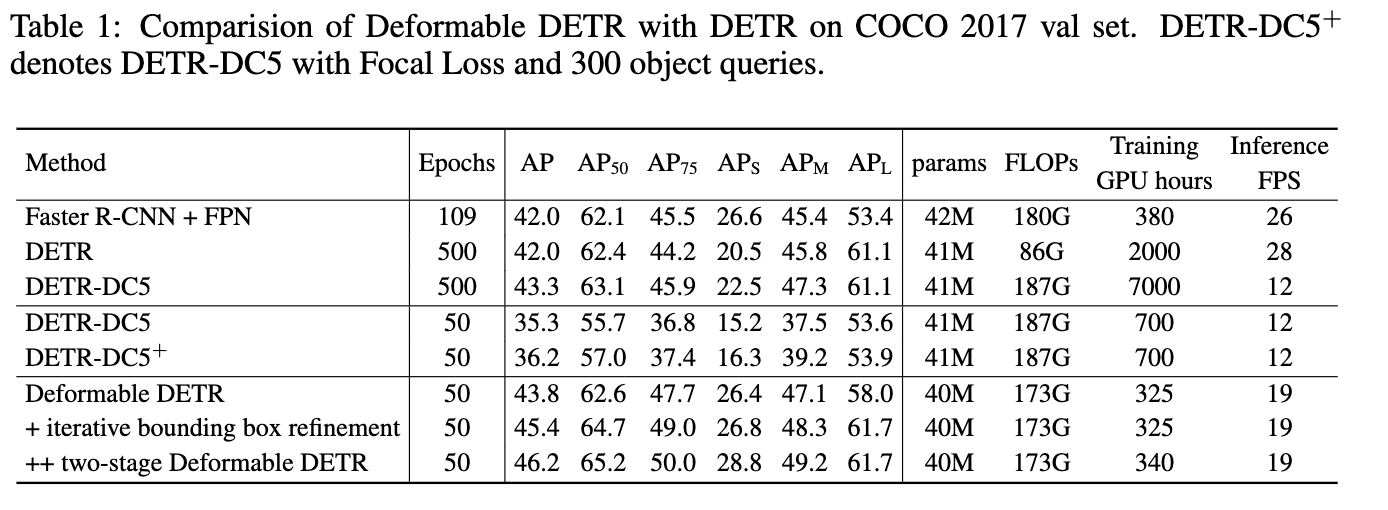 Table 1: Comparision of Deformable DETR with DETR on COCO 2017 val set. DETR-DC5⁺
denotes DETR-DC5 with Focal Loss and 300 object queries.
Method Epochs AP AP₅₀ AP₇₅ APS APM APL params FLOPs Training GPU hours Inference FPS
Faster R-CNN + FPN 109 42.0 62.1 45.5 26.6 45.4 53.4 42M 180G 380 26
DETR 500 42.0 62.4 44.2 20.5 45.8 61.1 41M 86G 2000 28
DETR-DC5 500 43.3 63.1 45.9 22.5 47.3 61.1 41M 187G 7000 12
DETR-DC5 50 35.3 55.7 36.8 15.2 37.5 53.6 41M 187G 700 12
DETR-DC5⁺ 50 36.2 57.0 37.4 16.3 39.2 53.9 41M 187G 700 12
Deformable DETR 50 43.8 62.6 47.7 26.4 47.1 58.0 40M 173G 325 19
+ iterative bounding box refinement 50 45.4 64.7 49.0 26.8 48.3 61.7 40M 173G 325 19
++ two-stage Deformable DETR 50 46.2 65.2 50.0 28.8 49.2 61.7 40M 173G 340 19